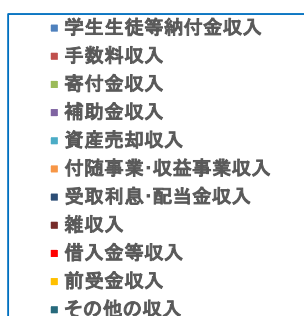 学生生徒等納付金収入
手数料収入
寄付金収入
補助金収入
資産売却収入
付随事業･収益事業収入
受取利息･配当金収入
雑収入
借入金等収入
前受金収入
その他の収入